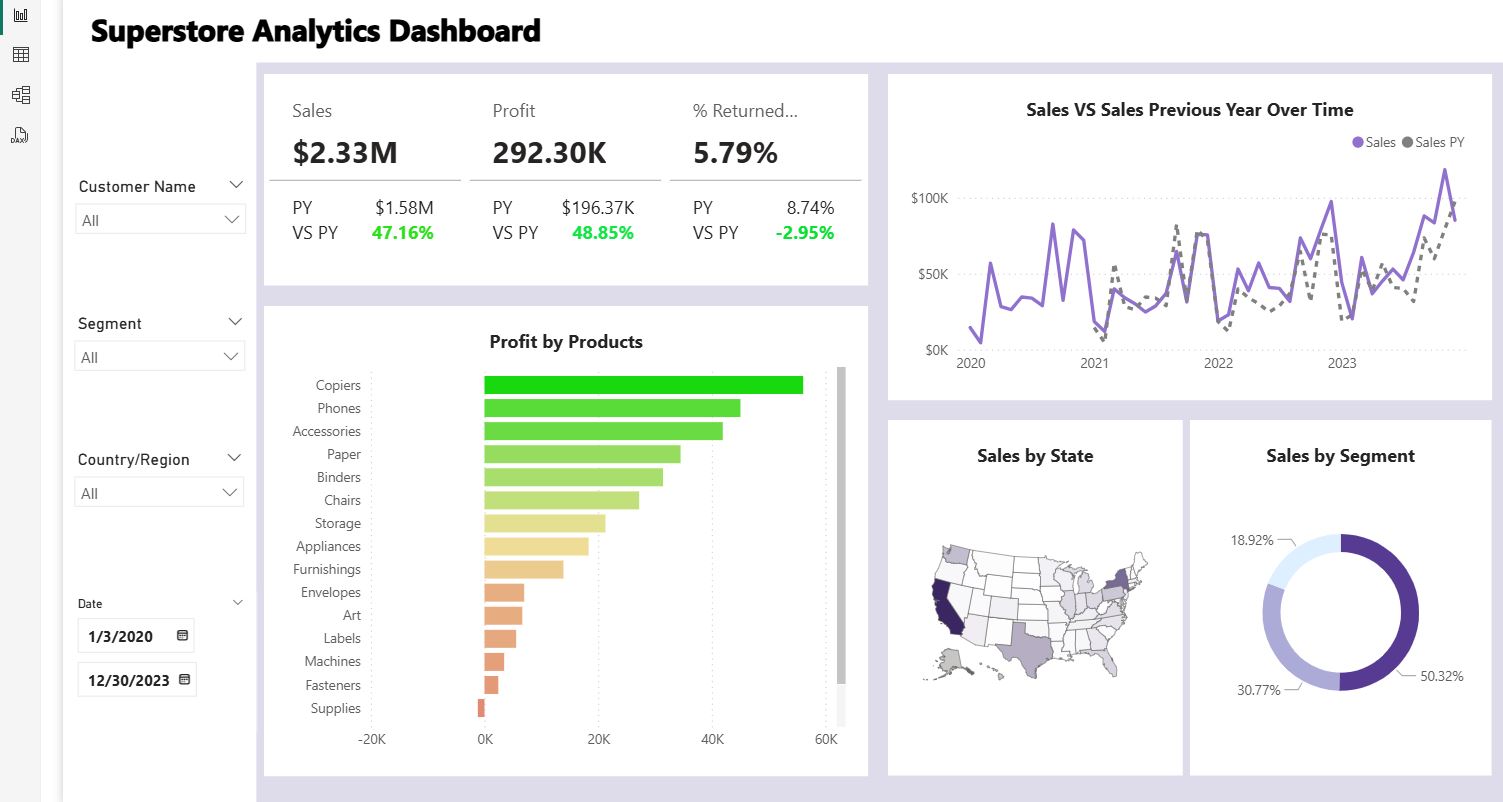 Superstore Analytics Dashboard
DAX
Customer Name
All
Segment
All
Country/Region
All
Date
1/3/2020
12/30/2023
Sales
$2.33M
PY $1.58M
VS PY 47.16%
Profit
292.30K
PY $196.37K
VS PY 48.85%
% Returned...
5.79%
PY 8.74%
VS PY -2.95%
Profit by Products
Copiers
Phones
Accessories
Paper
Binders
Chairs
Storage
Appliances
Furnishings
Envelopes
Art
Labels
Machines
Fasteners
Supplies
-20K 0K 20K 40K 60K
Sales VS Sales Previous Year Over Time
Sales Sales PY
$100K
$50K
$0K
2020 2021 2022 2023
Sales by State
Sales by Segment
18.92%
30.77%
50.32%